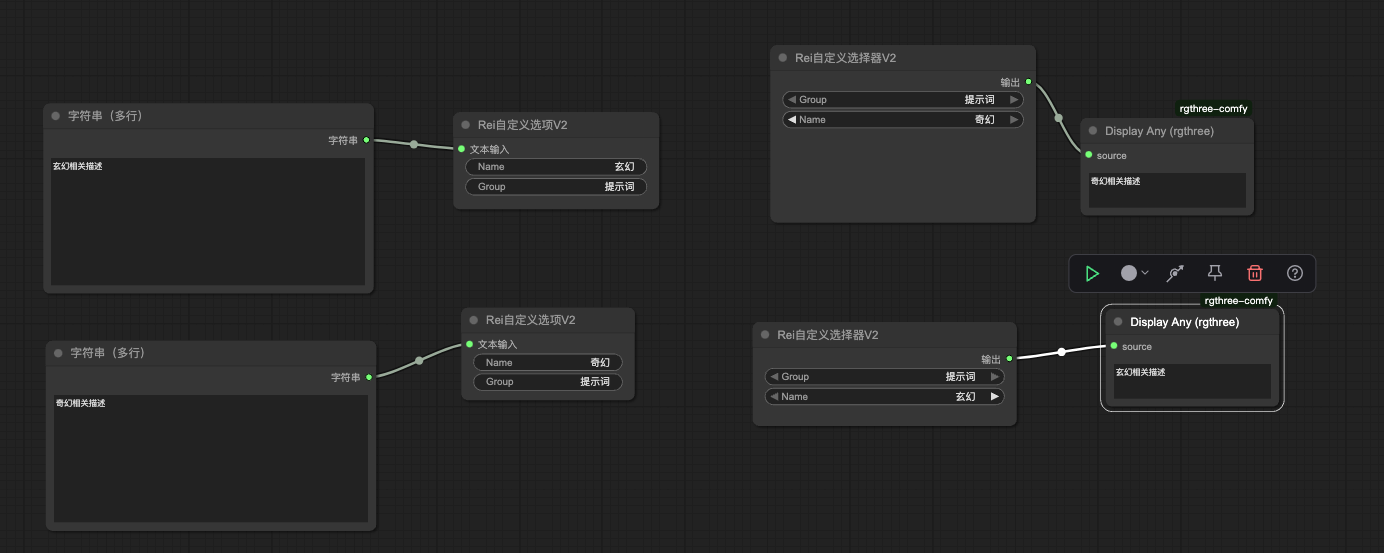 字符串（多行）
字符串
玄幻相关描述
Rei自定义选项V2
文本输入
Name 玄幻
Group 提示词
Rei自定义选择器V2
输出
Group 提示词
Name 奇幻
rgthree-comfy
Display Any (rgthree)
source
奇幻相关描述
字符串（多行）
字符串
奇幻相关描述
Rei自定义选项V2
文本输入
Name 奇幻
Group 提示词
Rei自定义选择器V2
输出
Group 提示词
Name 玄幻
rgthree-comfy
Display Any (rgthree)
source
玄幻相关描述